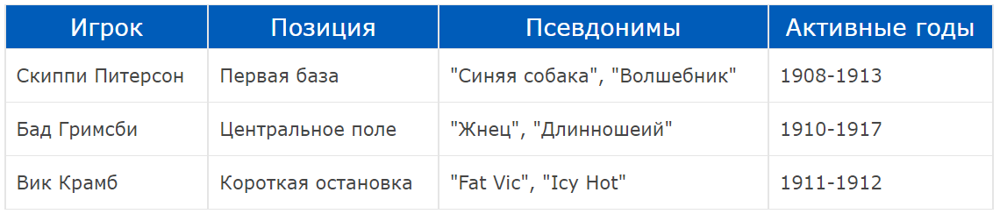 Игрок Позиция Псевдонимы Активные годы
Скиппи Питерсон Первая база "Синяя собака", "Волшебник" 1908-1913
Бад Гримсби Центральное поле "Жнец", "Длинношеий" 1910-1917
Вик Крамб Короткая остановка "Fat Vic", "Icy Hot" 1911-1912